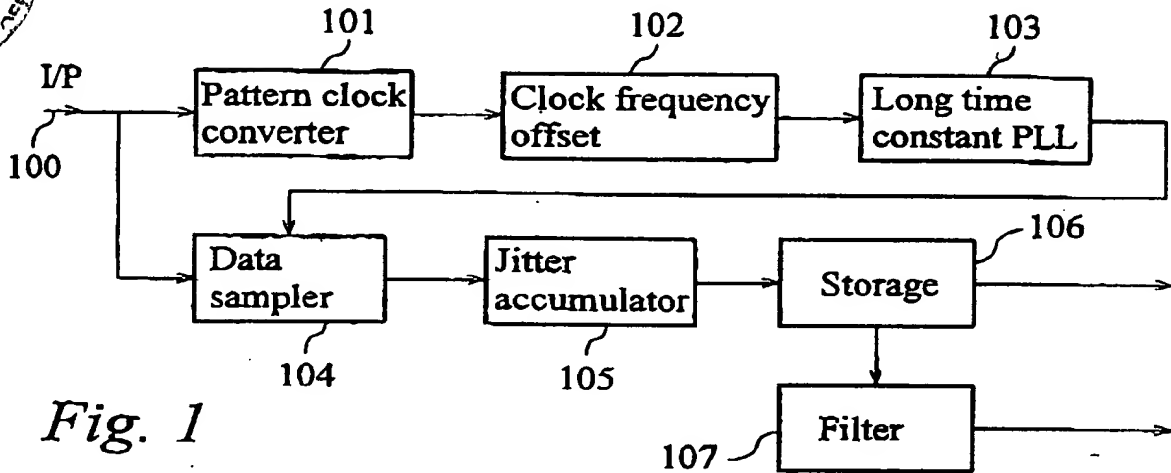 101
102
103
I/P
Pattern clock
converter
Clock frequency
offset
Long time
constant PLL
100
106
Data
sampler
Jitter
accumulator
Storage
104
105
Filter
107
Fig. 1